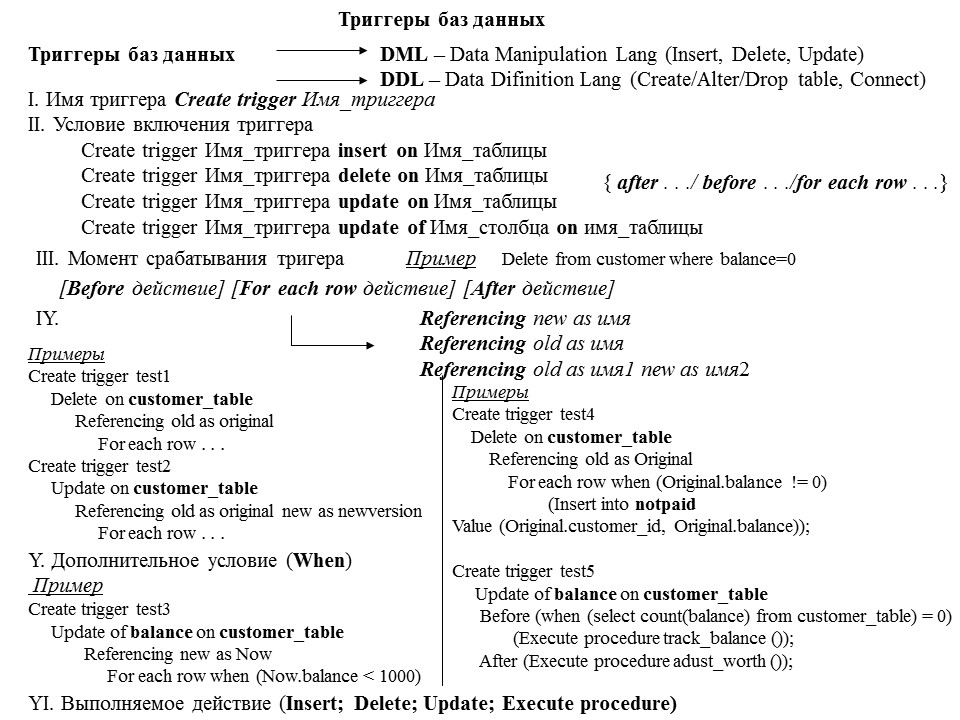 Триггеры баз данных
Триггеры баз данных
DML – Data Manipulation Lang (Insert, Delete, Update)
DDL – Data Difinition Lang (Create/Alter/Drop table, Connect)
I. Имя триггера Create trigger Имя_триггера
II. Условие включения триггера
Create trigger Имя_триггера insert on Имя_таблицы
Create trigger Имя_триггера delete on Имя_таблицы
Create trigger Имя_триггера update on Имя_таблицы
Create trigger Имя_триггера update of Имя_столбца on имя_таблицы
{ after . . ./ before . . ./for each row . . .}
III. Момент срабатывания тригера
Пример Delete from customer where balance=0
[Before действие] [For each row действие] [After действие]
IY.
Referencing new as имя
Referencing old as имя
Referencing old as имя1 new as имя2
Примеры
Create trigger test1
Delete on customer_table
Referencing old as original
For each row . . .
Create trigger test2
Update on customer_table
Referencing old as original new as newversion
For each row . . .
Y. Дополнительное условие (When)
Пример
Create trigger test3
Update of balance on customer_table
Referencing new as Now
For each row when (Now.balance < 1000)
Примеры
Create trigger test4
Delete on customer_table
Referencing old as Original
For each row when (Original.balance != 0)
(Insert into notpaid
Value (Original.customer_id, Original.balance));
Create trigger test5
Update of balance on customer_table
Before (when (select count(balance) from customer_table) = 0)
(Execute procedure track_balance ());
After (Execute procedure adust_worth ());
YI. Выполняемое действие (Insert; Delete; Update; Execute procedure)